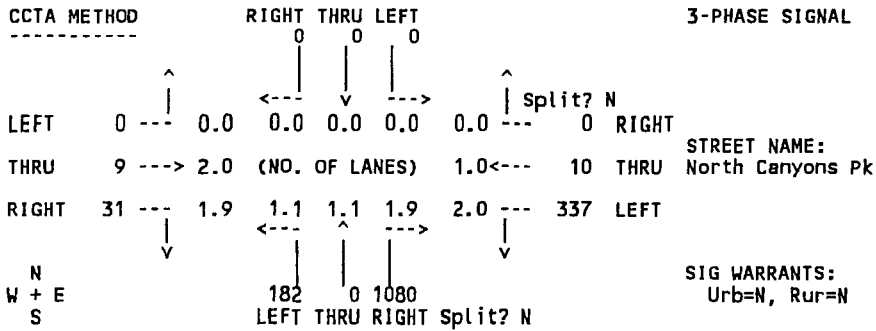 CCTA METHOD RIGHT THRU LEFT 3-PHASE SIGNAL
----------- 0 0 0
^ ^
<--- v ---> Split? N
LEFT 0 --- 0.0 0.0 0.0 0.0 0.0 --- 0 RIGHT
STREET NAME:
THRU 9 ---> 2.0 (NO. OF LANES) 1.0<--- 10 THRU North Canyons Pk
RIGHT 31 --- 1.9 1.1 1.1 1.9 2.0 --- 337 LEFT
<--- ^ --->
v v
N SIG WARRANTS:
W + E 182 0 1080 Urb=N, Rur=N
S LEFT THRU RIGHT Split? N